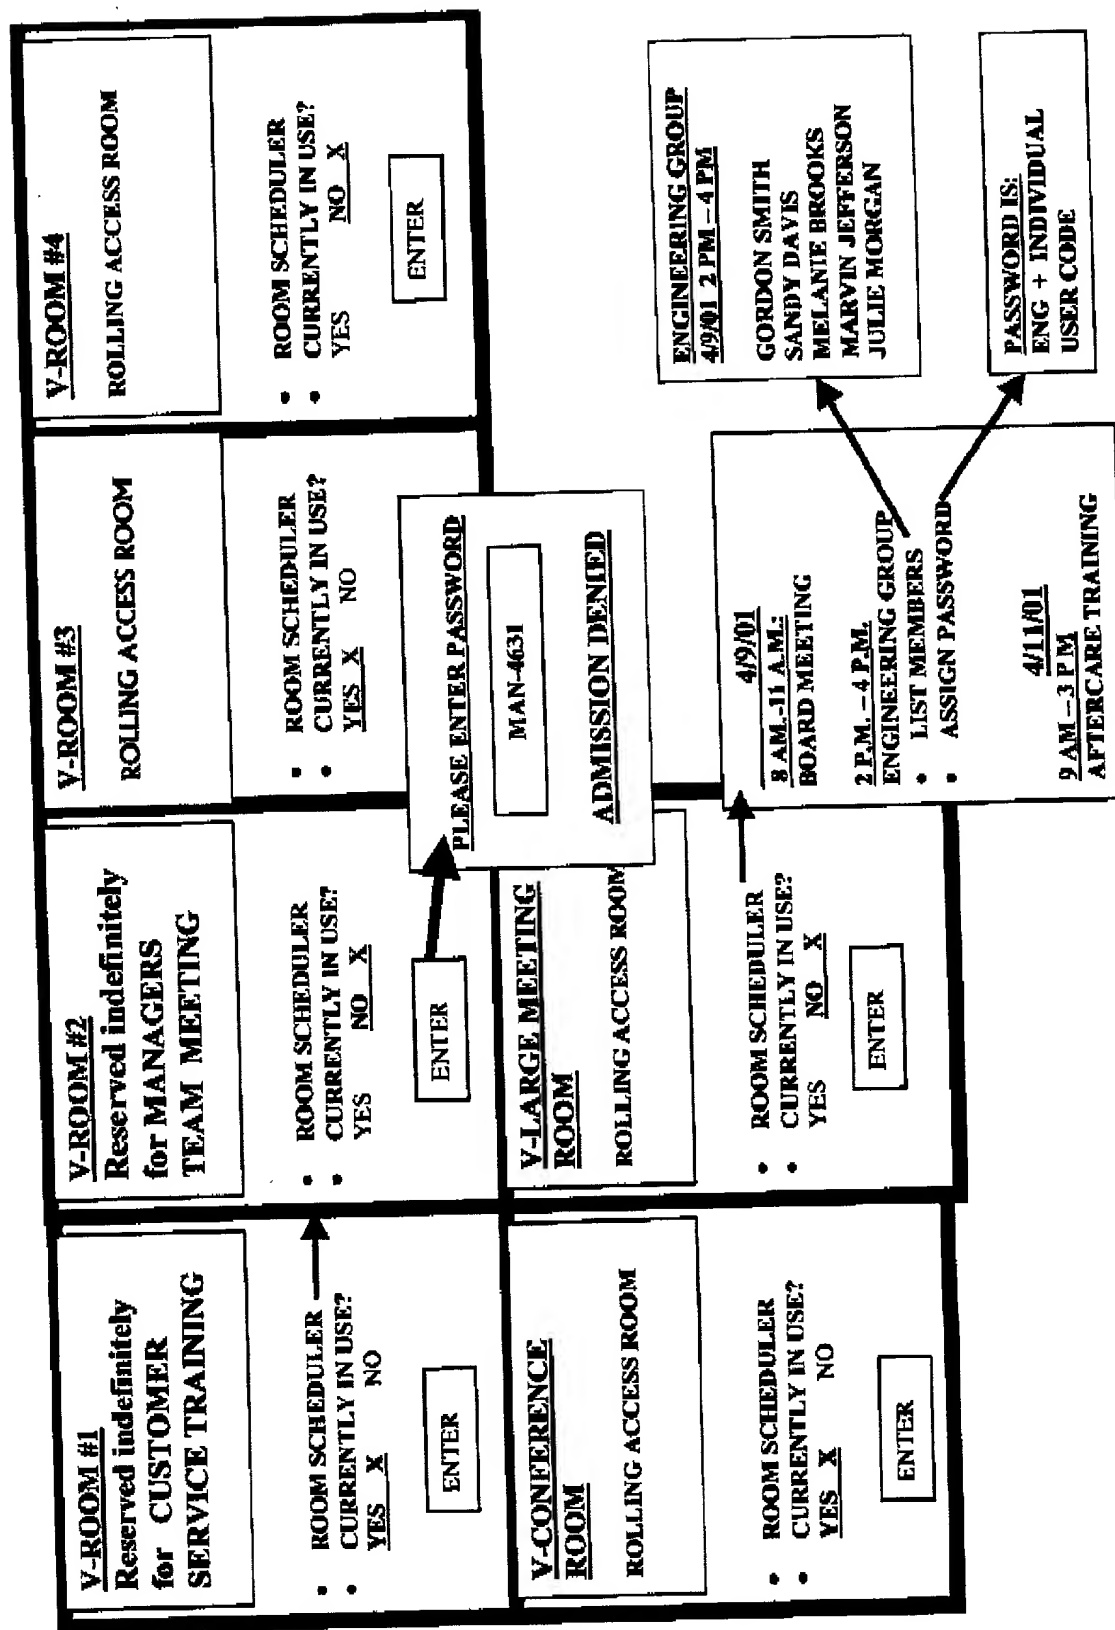 V-ROOM #1
Reserved indefinitely
for CUSTOMER
SERVICE TRAINING
• ROOM SCHEDULER
• CURRENTLY IN USE?
YES X NO
ENTER
V-ROOM #2
Reserved indefinitely
for MANAGERS
TEAM MEETING
• ROOM SCHEDULER
• CURRENTLY IN USE?
YES NO X
ENTER
V-ROOM #3
ROLLING ACCESS ROOM
• ROOM SCHEDULER
• CURRENTLY IN USE?
YES X NO
V-ROOM #4
ROLLING ACCESS ROOM
• ROOM SCHEDULER
• CURRENTLY IN USE?
YES NO X
ENTER
PLEASE ENTER PASSWORD
MAN-4631
ADMISSION DENIED
V-CONFERENCE
ROOM
ROLLING ACCESS ROOM
• ROOM SCHEDULER
• CURRENTLY IN USE?
YES X NO
ENTER
V-LARGE MEETING
ROOM
ROLLING ACCESS ROOM
• ROOM SCHEDULER
• CURRENTLY IN USE?
YES NO X
ENTER
4/9/01
8 AM.-11 A.M.:
BOARD MEETING
2 P.M. – 4 P.M.
ENGINEERING GROUP
• LIST MEMBERS
• ASSIGN PASSWORD
4/11/01
9 AM – 3 PM
AFTERCARE TRAINING
ENGINEERING GROUP
4/9/01 2 PM – 4 PM
GORDON SMITH
SANDY DAVIS
MELANIE BROOKS
MARVIN JEFFERSON
JULIE MORGAN
PASSWORD IS:
ENG + INDIVIDUAL
USER CODE